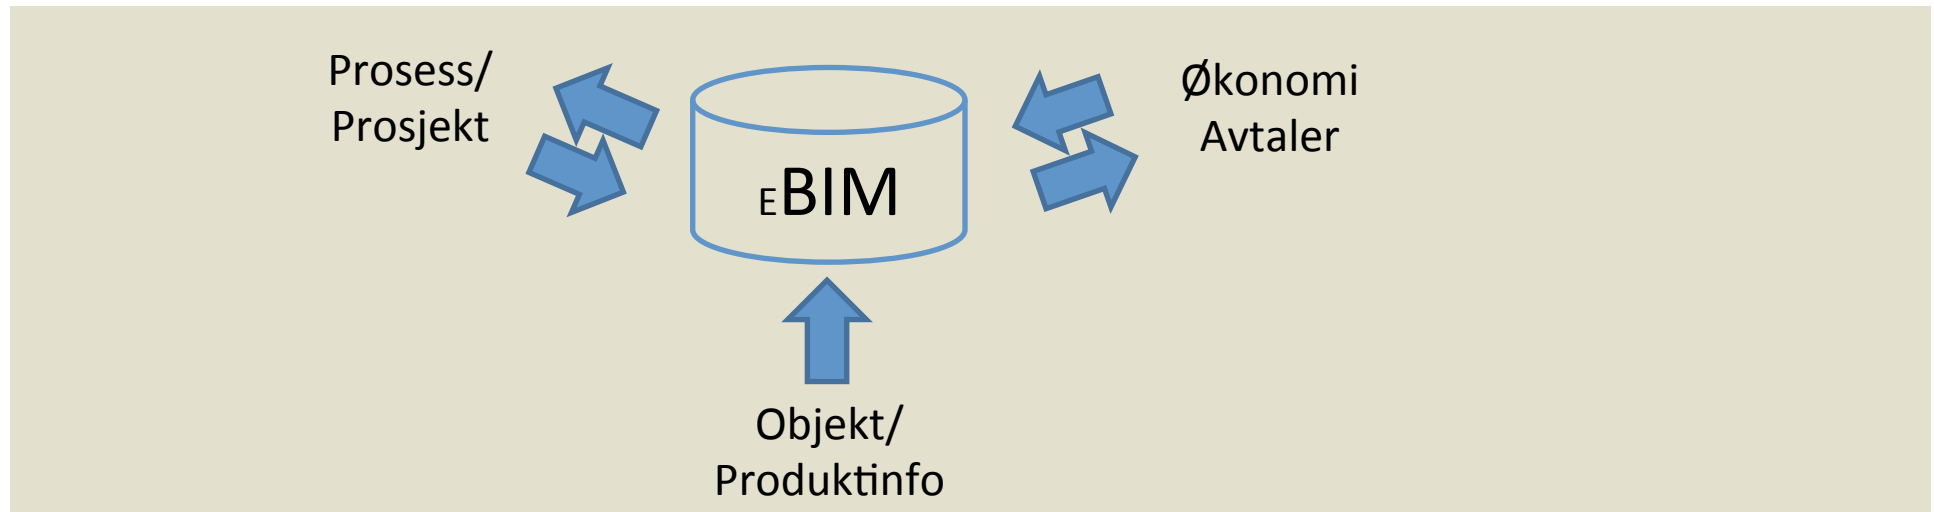 Prosess/
Prosjekt
Økonomi
Avtaler
EBIM
Objekt/
Produktinfo